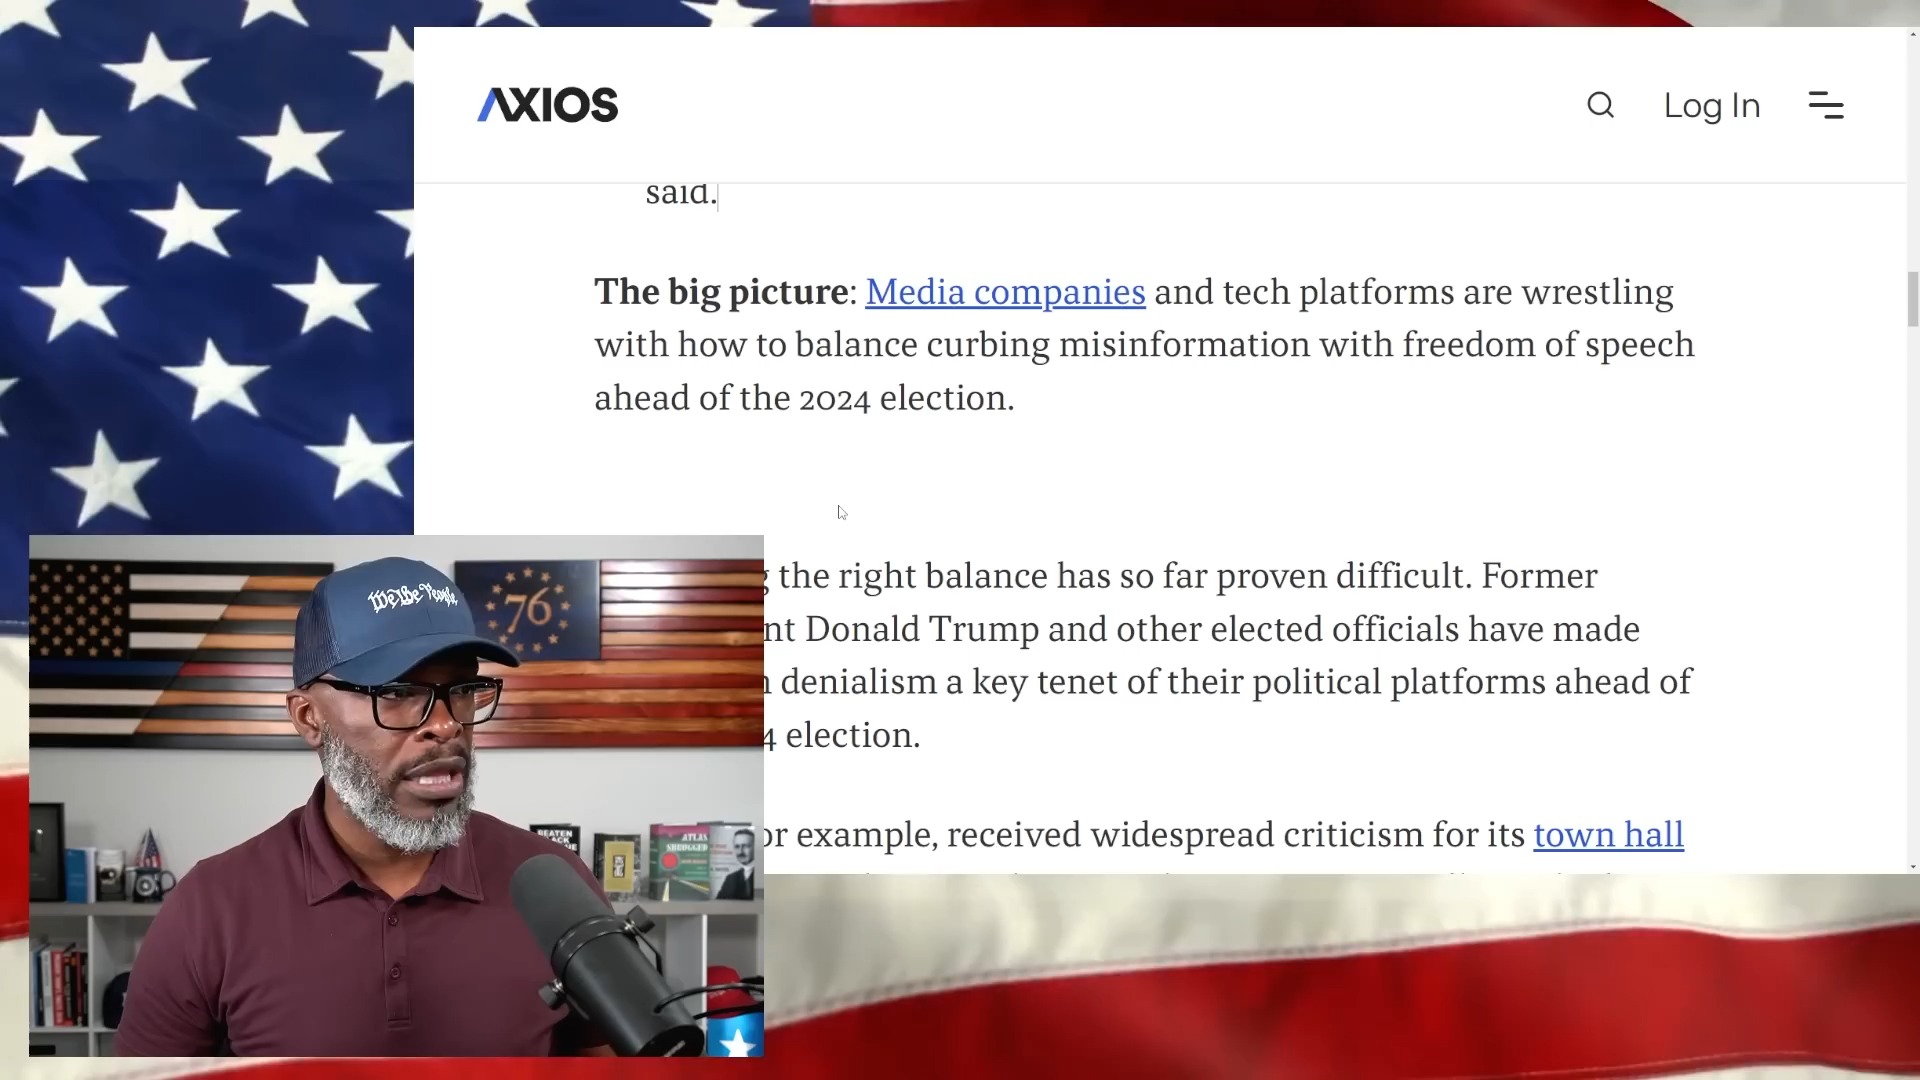 AXIOS
Log In
said.
The big picture: Media companies and tech platforms are wrestling
with how to balance curbing misinformation with freedom of speech
ahead of the 2024 election.
the right balance has so far proven difficult. Former
nt Donald Trump and other elected officials have made
denialism a key tenet of their political platforms ahead of
4 election.
or example, received widespread criticism for its town hall
We the People
76
ATLAS
SHRUGGED